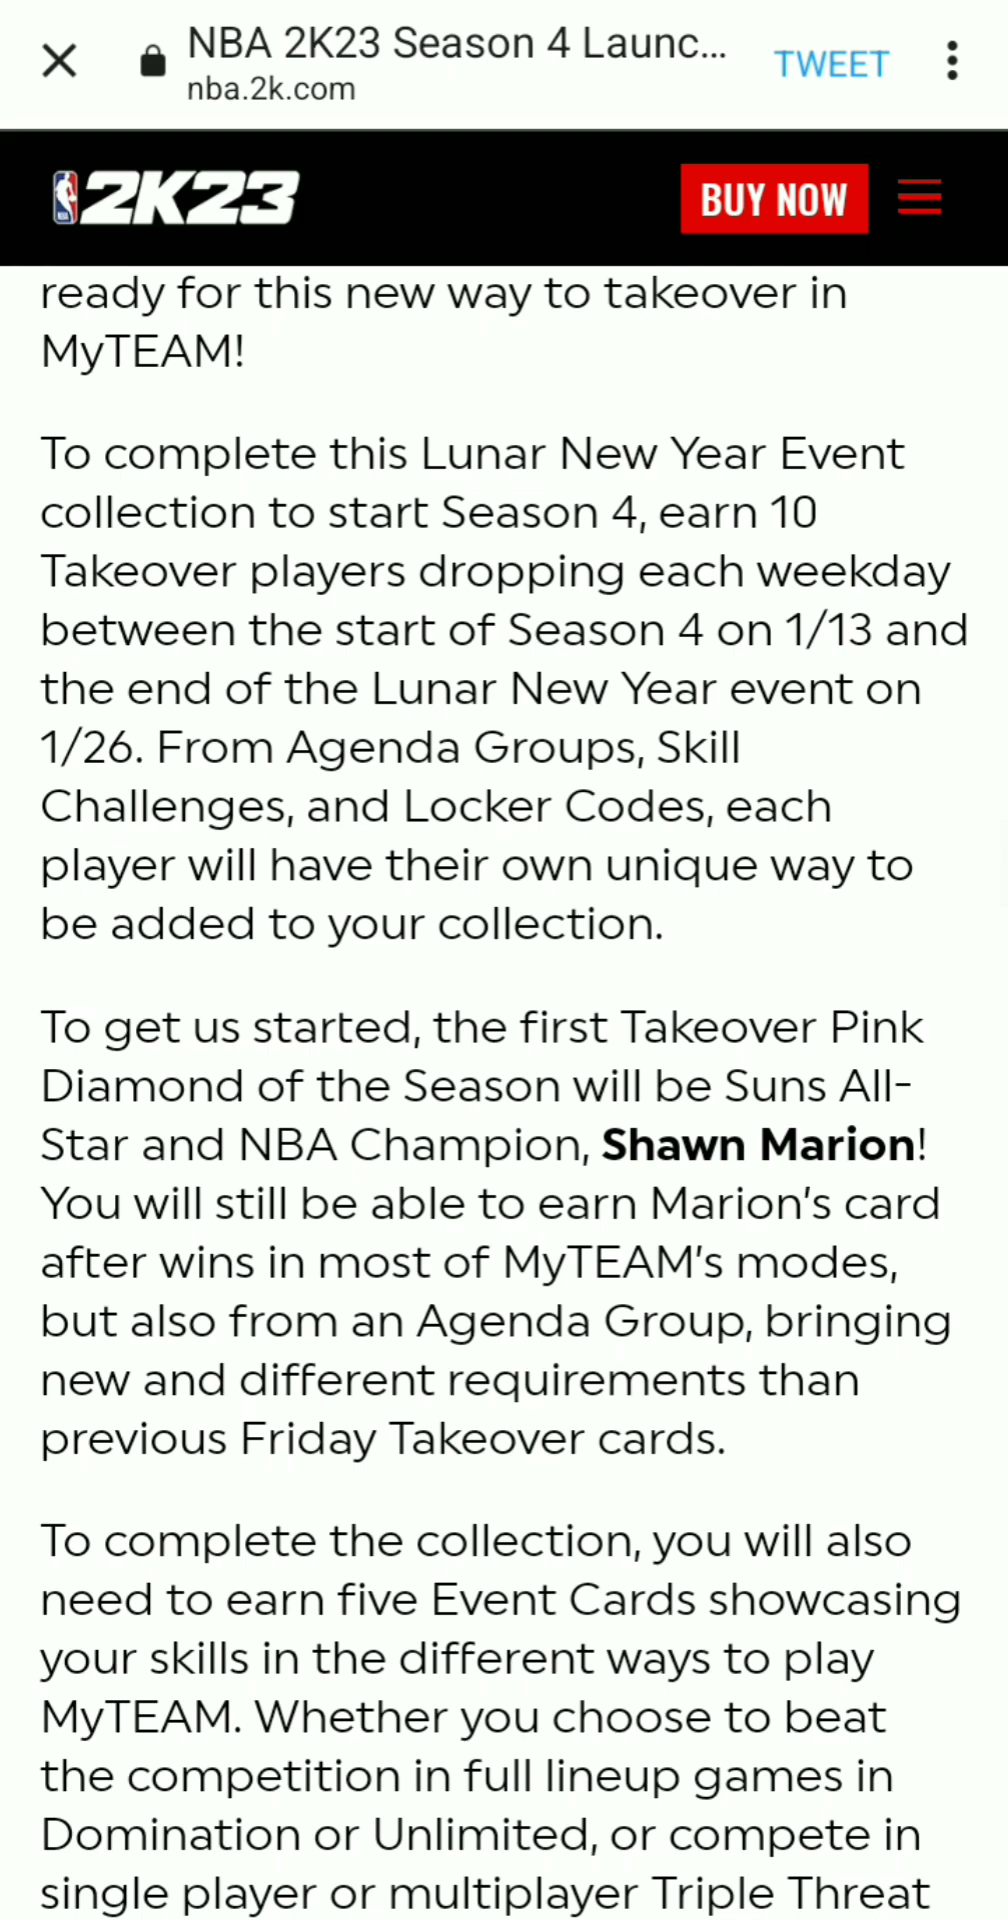 NBA 2K23 Season 4 Launc...
TWEET
nba.2k.com
NBA 2K23
BUY NOW
ready for this new way to takeover in
MyTEAM!
To complete this Lunar New Year Event
collection to start Season 4, earn 10
Takeover players dropping each weekday
between the start of Season 4 on 1/13 and
the end of the Lunar New Year event on
1/26. From Agenda Groups, Skill
Challenges, and Locker Codes, each
player will have their own unique way to
be added to your collection.
To get us started, the first Takeover Pink
Diamond of the Season will be Suns All-
Star and NBA Champion, Shawn Marion!
You will still be able to earn Marion's card
after wins in most of MyTEAM's modes,
but also from an Agenda Group, bringing
new and different requirements than
previous Friday Takeover cards.
To complete the collection, you will also
need to earn five Event Cards showcasing
your skills in the different ways to play
MyTEAM. Whether you choose to beat
the competition in full lineup games in
Domination or Unlimited, or compete in
single player or multiplayer Triple Threat